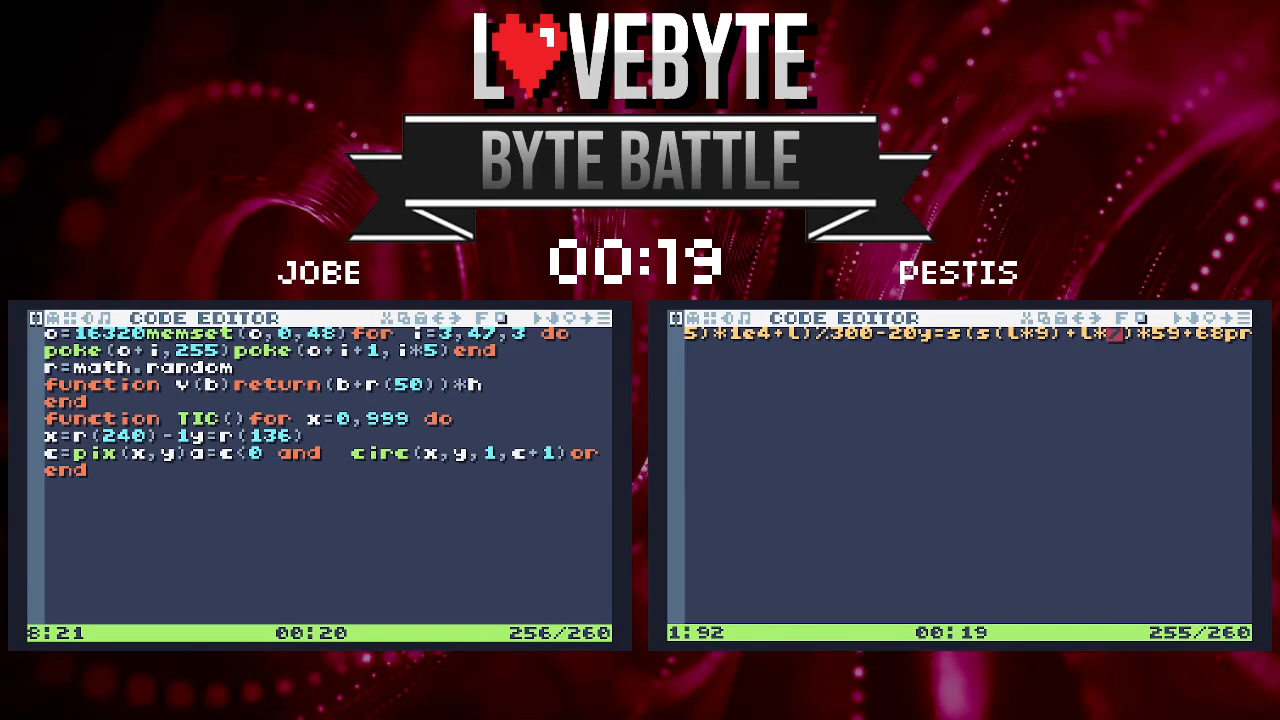 LOVEBYTE
BYTE BATTLE
00:19
JOBE
PESTIS
CODE EDITOR
o=16320memset(o,0,48)for i=3,47,3 do
poke(o+i,255)poke(o+i+1,i*5)end
r=math.random
function v(b)return(b+r(50))*h
end
function TIC()for x=0,999 do
x=r(240)-1y=r(136)
c=pix(x,y)a=c<0 and  circ(x,y,1,c+1)or
end
8:21
00:20
256/260
CODE EDITOR
5)*1e4+l)/300-20y=s(s(l*9)+l*/)*59+68pr
1:92
00:19
255/260